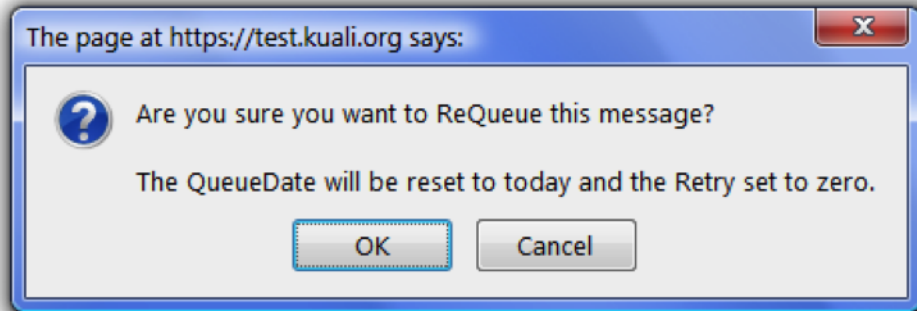 The page at https://test.kuali.org says:
Are you sure you want to ReQueue this message?
The QueueDate will be reset to today and the Retry set to zero.
OK Cancel